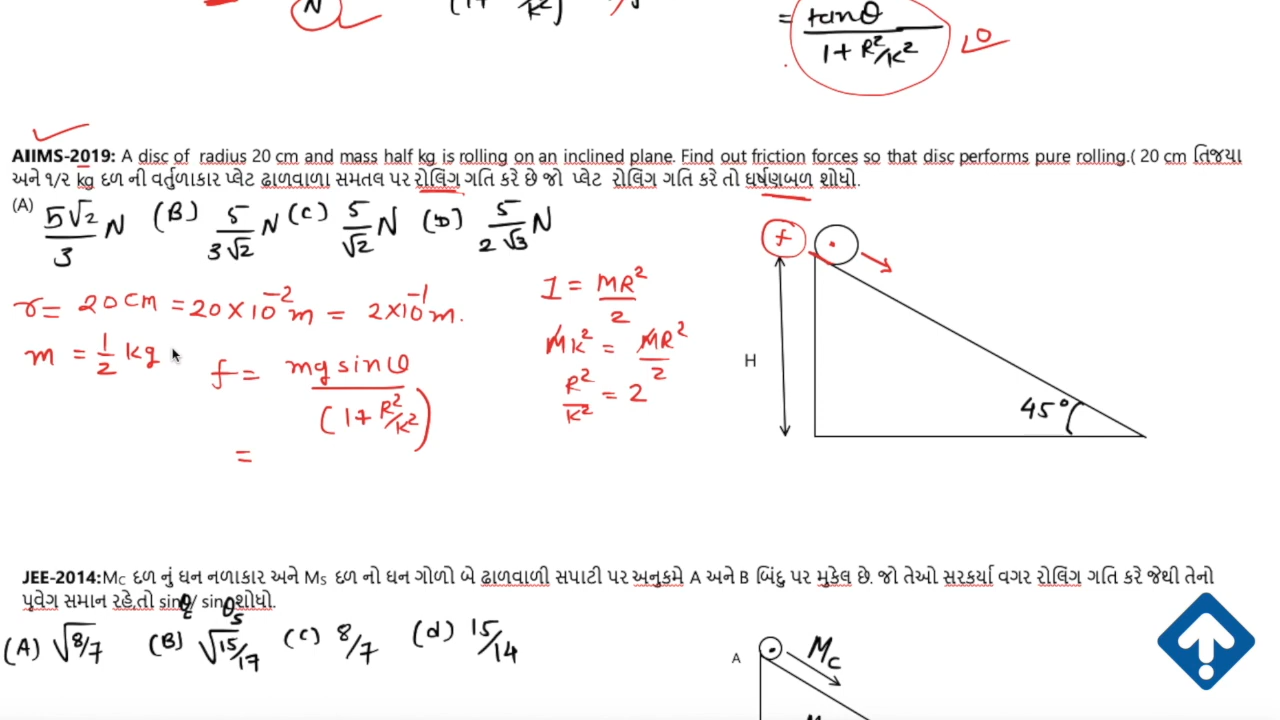 N (1+ K²)
= tanθ
1+ R²/K²
AIIMS-2019: A disc of radius 20 cm and mass half kg is rolling on an inclined plane. Find out friction forces so that disc performs pure rolling.( 20 cm ત્રિજ્યા
અને ૧/૨ kg દળ ની વર્તુળાકાર પ્લેટ ઢાળવાળા સમતલ પર રોલિંગ ગતિ કરે છે જો પ્લેટ રોલિંગ ગતિ કરે તો ઘર્ષણબળ શોધો.
(A) 5√2/3 N (B) 5/3√2 N (C) 5/√2 N (D) 5/2√3 N
f
r = 20 cm = 20×10⁻² m = 2×10⁻¹ m.
I = MR²/2
m = 1/2 kg
f = mg sinθ/(1+ R²/K²)
MK² = MR²/2
R²/K² = 2
H
45°
=
JEE-2014:Mc દળ નું ઘન નળાકાર અને Ms દળ નો ઘન ગોળો બે ઢાળવાળી સપાટી પર અનુક્રમે A અને B બિંદુ પર મુકેલ છે. જો તેઓ સરકર્યા વગર રોલિંગ ગતિ કરે જેથી તેનો
પ્રવેગ સમાન રહે,તો sinθc/ sinθs શોધો.
(A) √8/7 (B) √15/17 (C) 8/7 (d) 15/14
A
Mc